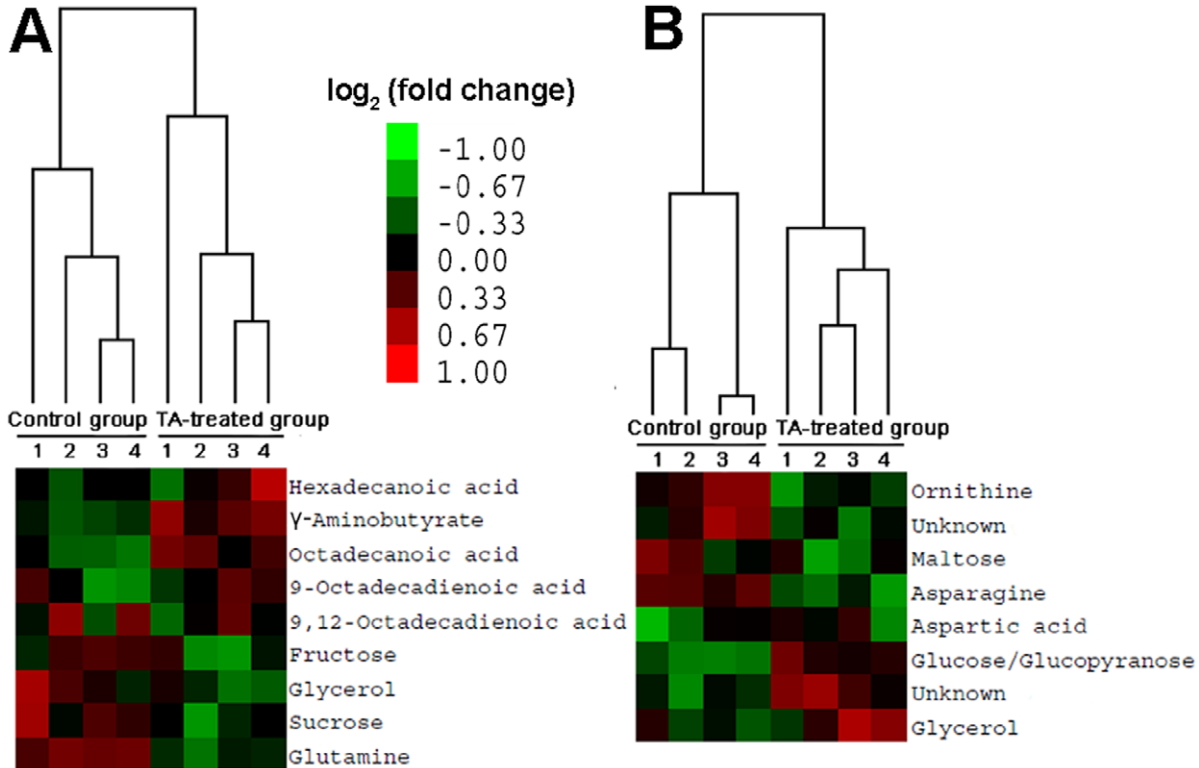 A
log2 (fold change)
-1.00
-0.67
-0.33
0.00
0.33
0.67
1.00
Control group TA-treated group
1 2 3 4 1 2 3 4
Hexadecanoic acid
γ-Aminobutyrate
Octadecanoic acid
9-Octadecadienoic acid
9,12-Octadecadienoic acid
Fructose
Glycerol
Sucrose
Glutamine
B
Control group TA-treated group
1 2 3 4 1 2 3 4
Ornithine
Unknown
Maltose
Asparagine
Aspartic acid
Glucose/Glucopyranose
Unknown
Glycerol